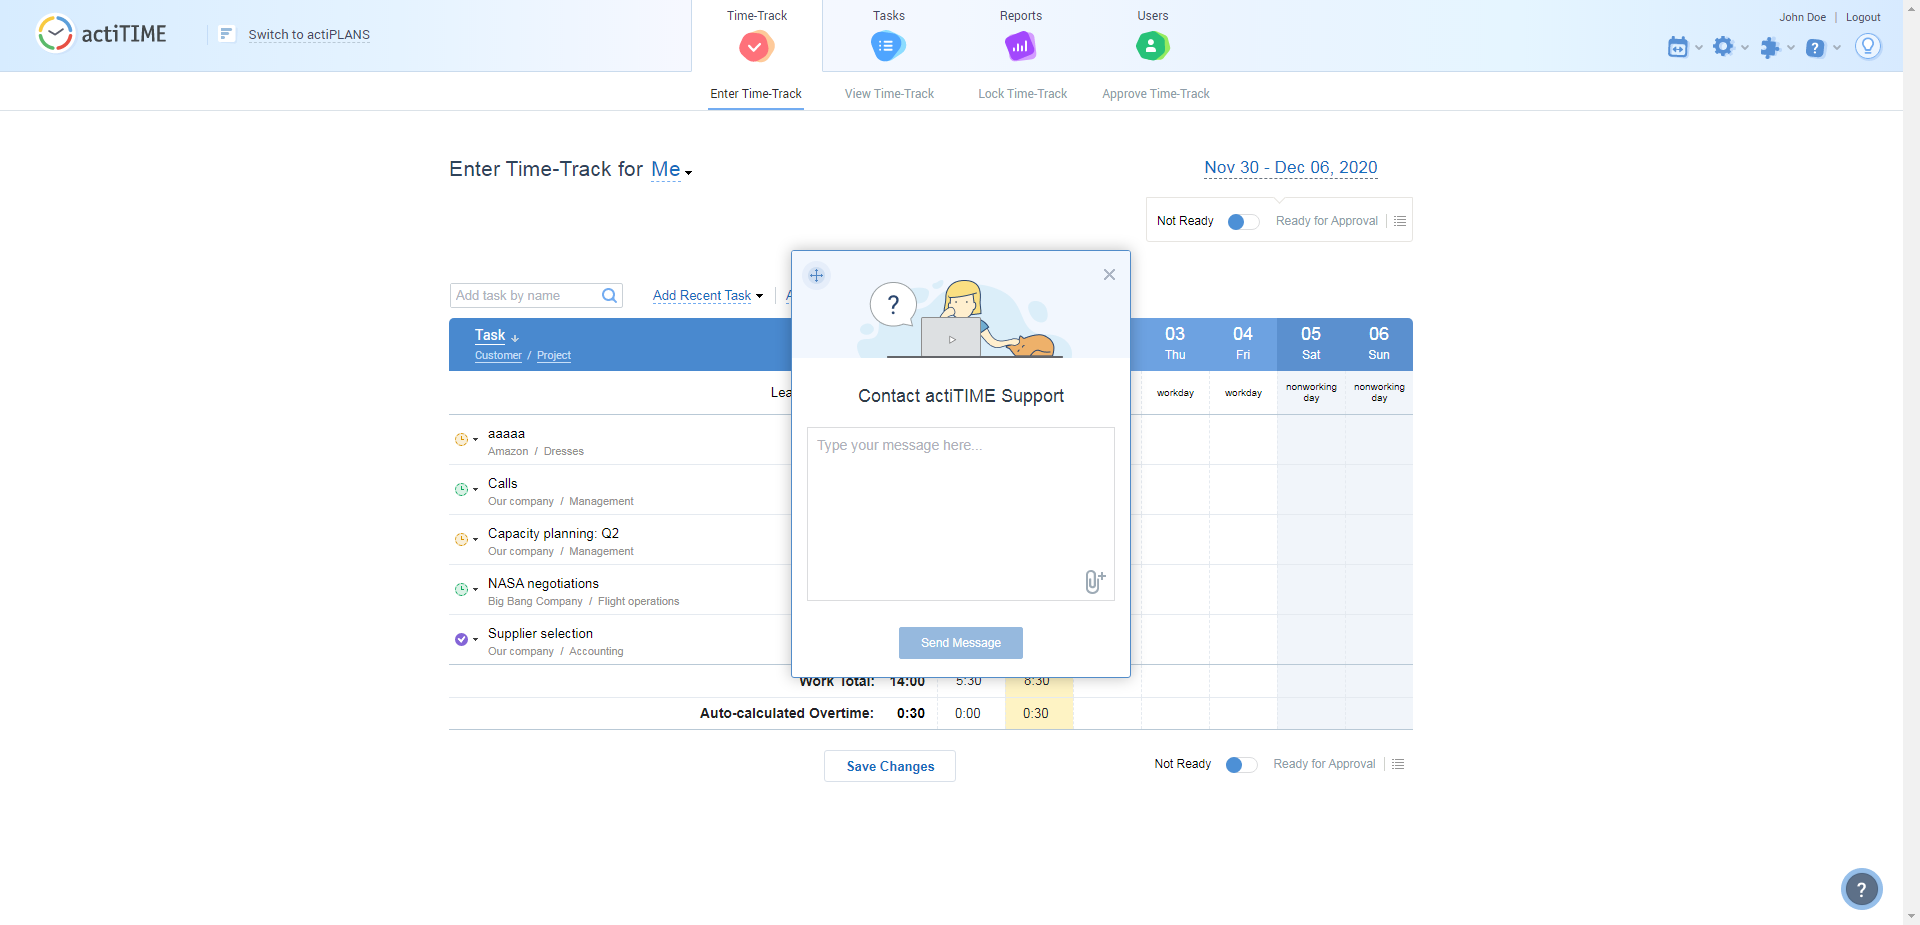 actiTIME
Switch to actiPLANS
Time-Track
Tasks
Reports
Users
John Doe | Logout
Enter Time-Track
View Time-Track
Lock Time-Track
Approve Time-Track
Enter Time-Track for Me
Nov 30 - Dec 06, 2020
Not Ready
Ready for Approval
Add task by name
Add Recent Task
?
Task ↓
Customer / Project
03
Thu
04
Fri
05
Sat
06
Sun
Lea
workday
workday
nonworking
day
nonworking
day
Contact actiTIME Support
Type your message here...
Send Message
aaaaa
Amazon / Dresses
Calls
Our company / Management
Capacity planning: Q2
Our company / Management
NASA negotiations
Big Bang Company / Flight operations
Supplier selection
Our company / Accounting
Work Total: 14:00 5:30 8:30
Auto-calculated Overtime: 0:30 0:00 0:30
Save Changes
Not Ready
Ready for Approval
?